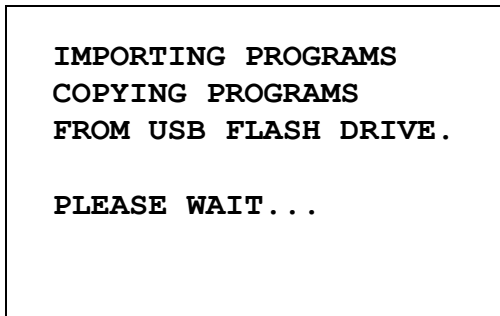 IMPORTING PROGRAMS
COPYING PROGRAMS
FROM USB FLASH DRIVE.
PLEASE WAIT...